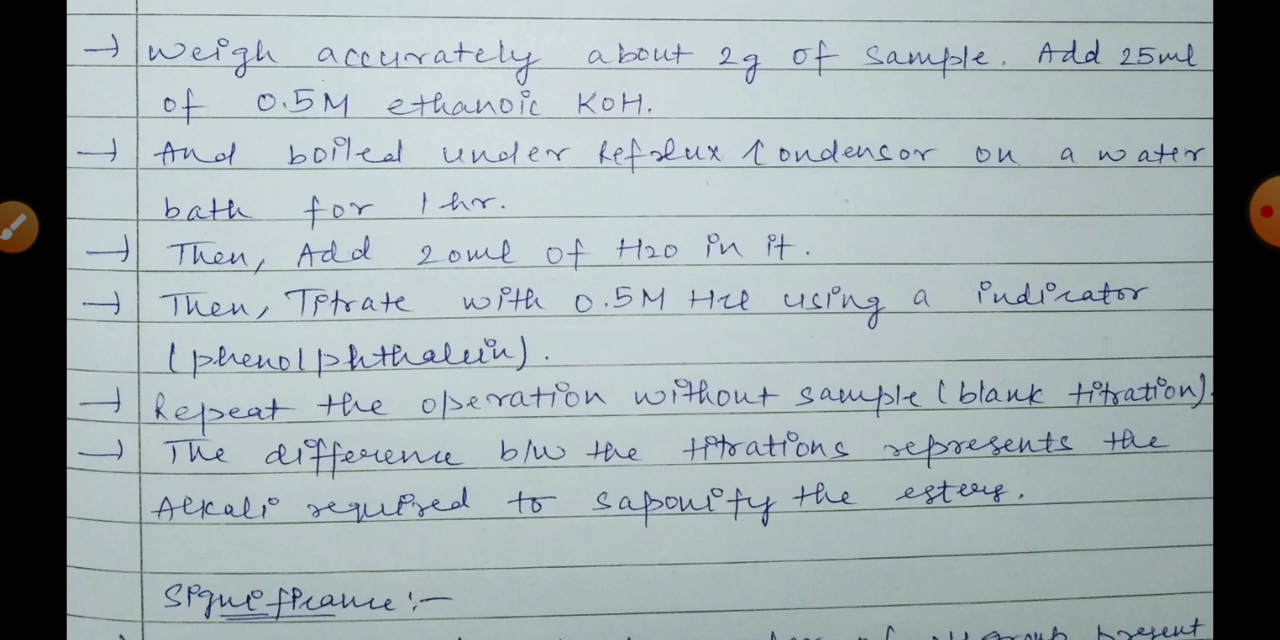 → Weigh accurately about 2g of sample. Add 25ml
of 0.5M ethanoic KOH.
→ And boiled under Reflux Condensor on a water
bath for 1 hr.
→ Then, Add 20ml of H2O in it.
→ Then, Titrate with 0.5M HCl using a indicator
(phenolphthalein).
→ Repeat the operation without sample (blank titration).
→ The difference b/w the titrations represents the
Alkali required to saponify the esters.
Significance :-
present